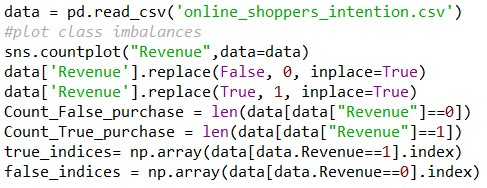 data = pd.read_csv('online_shoppers_intention.csv')
#plot class imbalances
sns.countplot("Revenue",data=data)
data['Revenue'].replace(False, 0, inplace=True)
data['Revenue'].replace(True, 1, inplace=True)
Count_False_purchase = len(data[data["Revenue"]==0])
Count_True_purchase = len(data[data["Revenue"]==1])
true_indices= np.array(data[data.Revenue==1].index)
false_indices = np.array(data[data.Revenue==0].index)